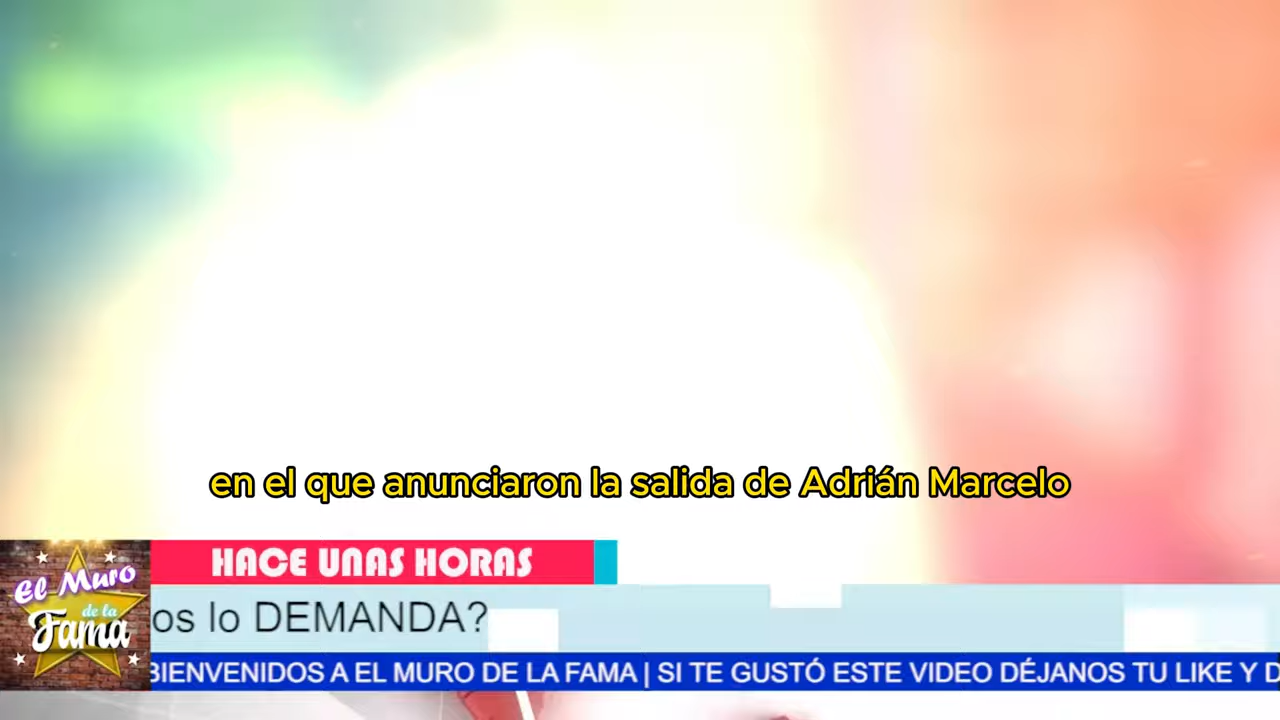 en el que anunciaron la salida de Adrián Marcelo
HACE UNAS HORAS
El Muro
de la
Fama
os lo DEMANDA?
BIENVENIDOS A EL MURO DE LA FAMA | SI TE GUSTÓ ESTE VIDEO DÉJANOS TU LIKE Y D